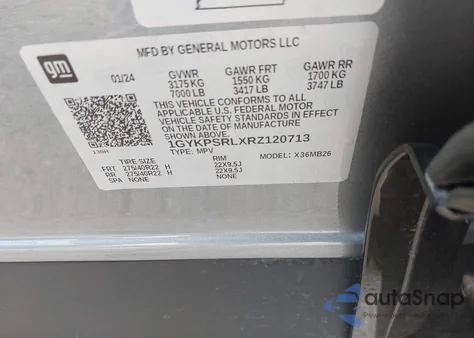 gm
MFD BY GENERAL MOTORS LLC
01/24 GVWR GAWR FRT GAWR RR
3175 KG 1550 KG 1700 KG
7000 LB 3417 LB 3747 LB
THIS VEHICLE CONFORMS TO ALL
APPLICABLE U.S. FEDERAL MOTOR
VEHICLE SAFETY STANDARDS IN EFFECT
ON THE DATE OF MANUFACTURE
SHOWN ABOVE.
1GYKPSRLXRZ120713
TYPE: MPV MODEL: X36MB26
TIRE SIZE RIM
FRT 275/40R22 H 22X9.5J
RR 275/40R22 H 22X9.5J
SPA NONE NONE
autoSnap